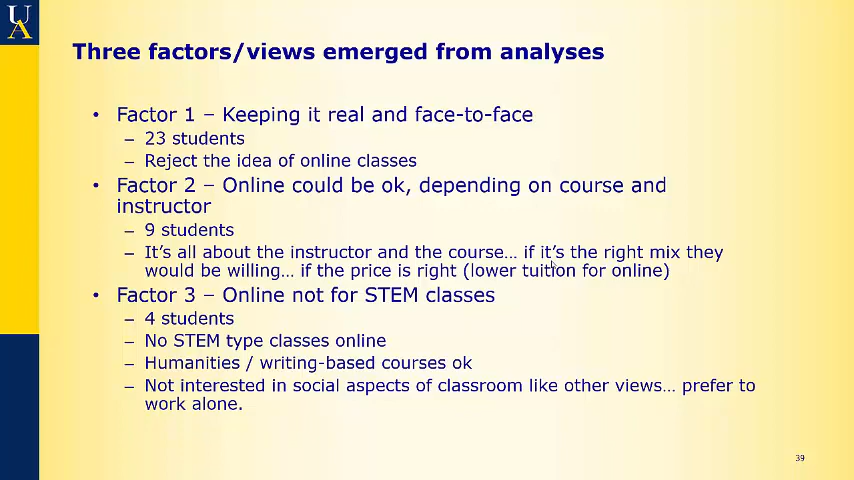 UA
Three factors/views emerged from analyses
• Factor 1 – Keeping it real and face-to-face
– 23 students
– Reject the idea of online classes
• Factor 2 – Online could be ok, depending on course and
instructor
– 9 students
– It's all about the instructor and the course… if it's the right mix they
would be willing… if the price is right (lower tuition for online)
• Factor 3 – Online not for STEM classes
– 4 students
– No STEM type classes online
– Humanities / writing-based courses ok
– Not interested in social aspects of classroom like other views… prefer to
work alone.
39